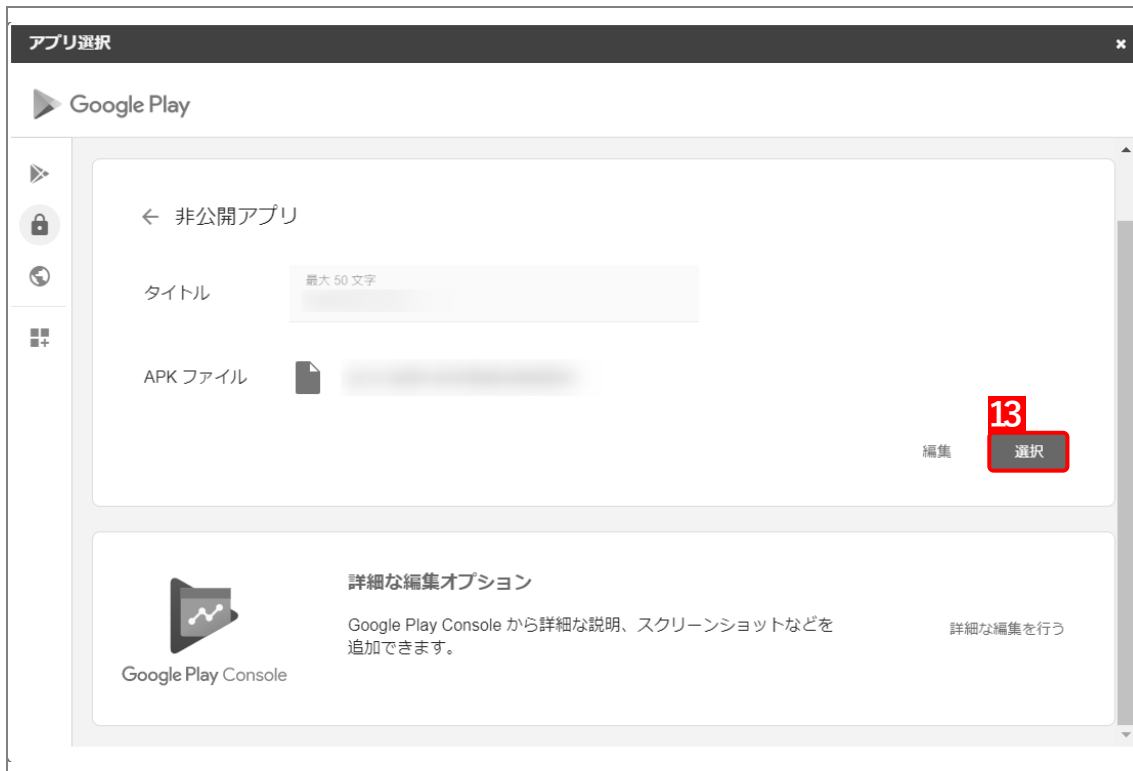 アプリ選択
Google Play
非公開アプリ
タイトル
最大 50 文字
APK ファイル
13
編集
選択
詳細な編集オプション
Google Play Console から詳細な説明、スクリーンショットなどを
追加できます。
詳細な編集を行う
Google Play Console